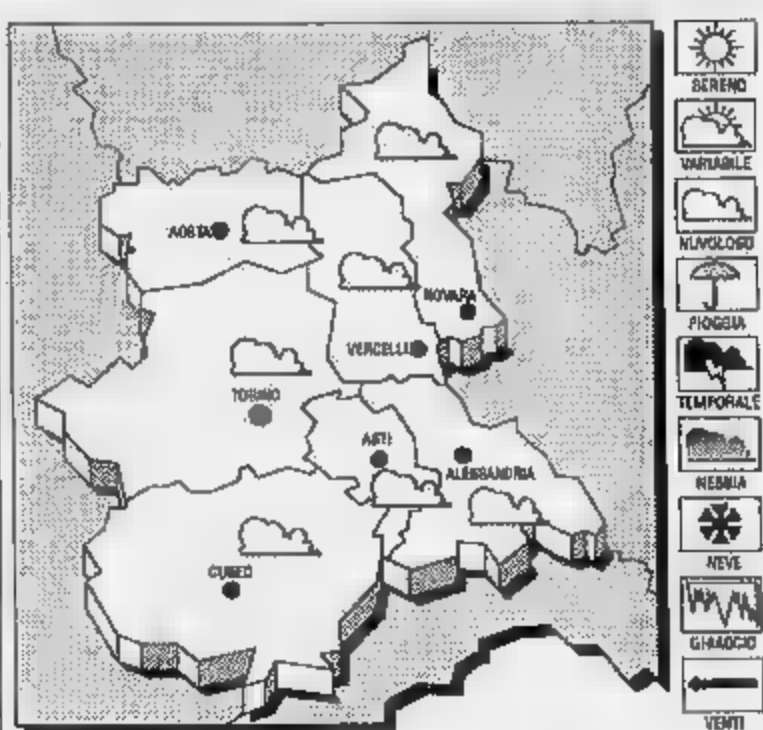 AOSTA
NOVARA
VERCELLI
TORINO
ASTI
ALESSANDRIA
CUNEO
SERENO
VARIABILE
NUVOLOSO
PIOGGIA
TEMPORALE
NEBBIA
NEVE
GHIACCIO
VENTI